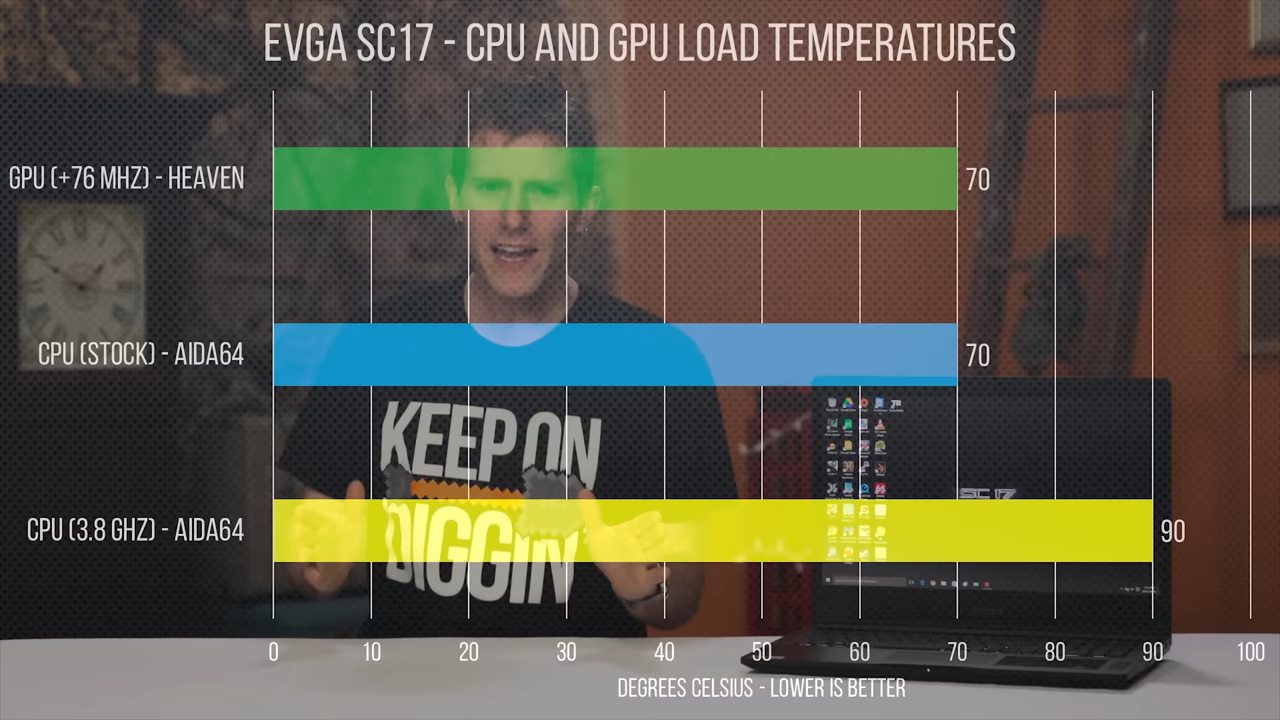 EVGA SC17 - CPU AND GPU LOAD TEMPERATURES
GPU (+76 MHZ) - HEAVEN
70
CPU (STOCK) - AIDA64
70
KEEP ON
DIGGIN'
SC 17
CPU (3.8 GHZ) - AIDA64
90
0 10 20 30 40 50 60 70 80 90 100
DEGREES CELSIUS - LOWER IS BETTER